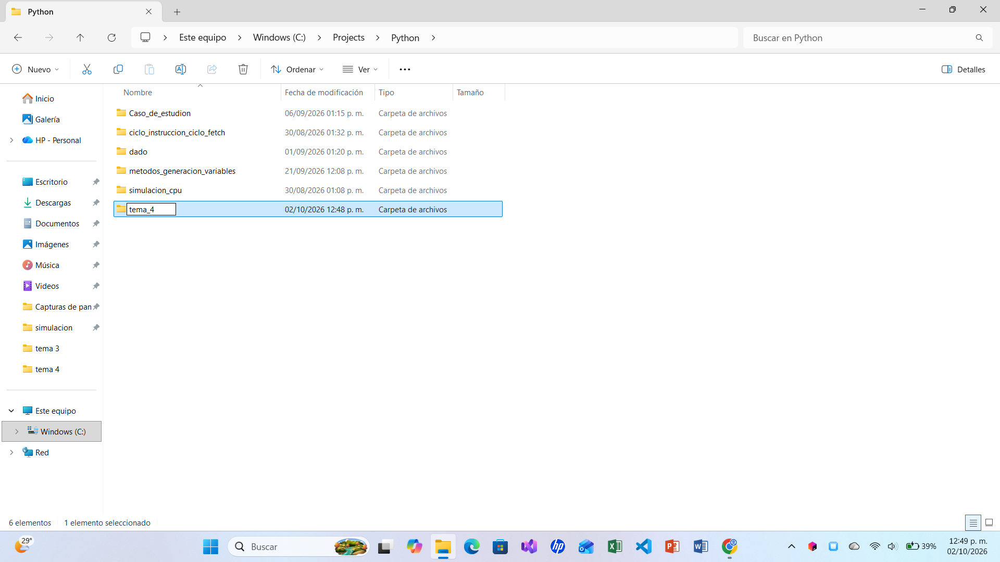 Python
Este equipo > Windows (C:) > Projects > Python >
Buscar en Python
Nuevo
Ordenar
Ver
Detalles
Nombre
Fecha de modificación
Tipo
Tamaño
Inicio
Galería
HP - Personal
Escritorio
Descargas
Documentos
Imágenes
Música
Videos
Capturas de pan
simulacion
tema 3
tema 4
Este equipo
Windows (C:)
Red
Caso_de_estudion 06/09/2026 01:15 p. m. Carpeta de archivos
ciclo_instruccion_ciclo_fetch 30/08/2026 01:32 p. m. Carpeta de archivos
dado 01/09/2026 01:20 p. m. Carpeta de archivos
metodos_generacion_variables 21/09/2026 12:08 p. m. Carpeta de archivos
simulacion_cpu 30/08/2026 01:08 p. m. Carpeta de archivos
tema_4 02/10/2026 12:48 p. m. Carpeta de archivos
6 elementos
1 elemento seleccionado
29°
Buscar
39%
12:49 p. m.
02/10/2026